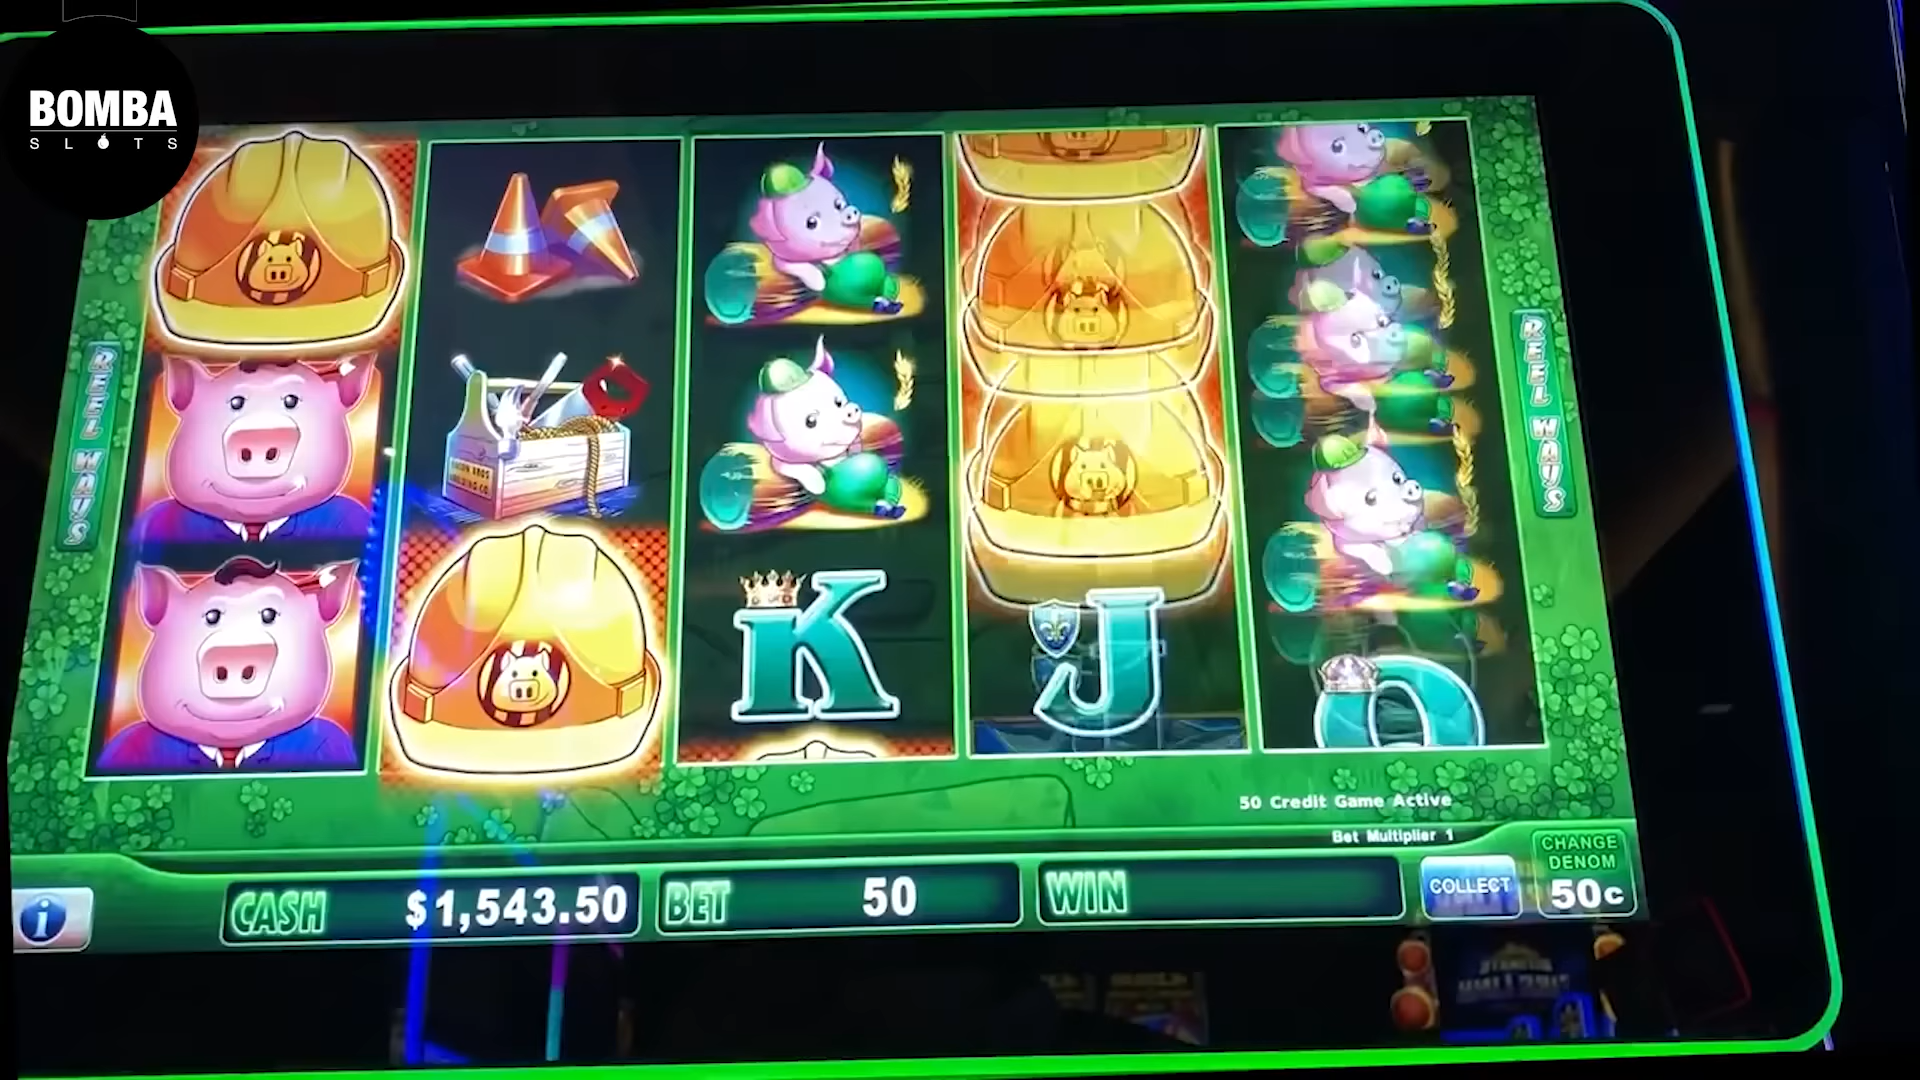 BOMBA
SLOTS
REEL WAYS
REEL WAYS
K
J
Q
50 Credit Game Active
Bet Multiplier 1
CASH $1,543.50
BET 50
WIN
COLLECT
CHANGE
DENOM
50¢
i